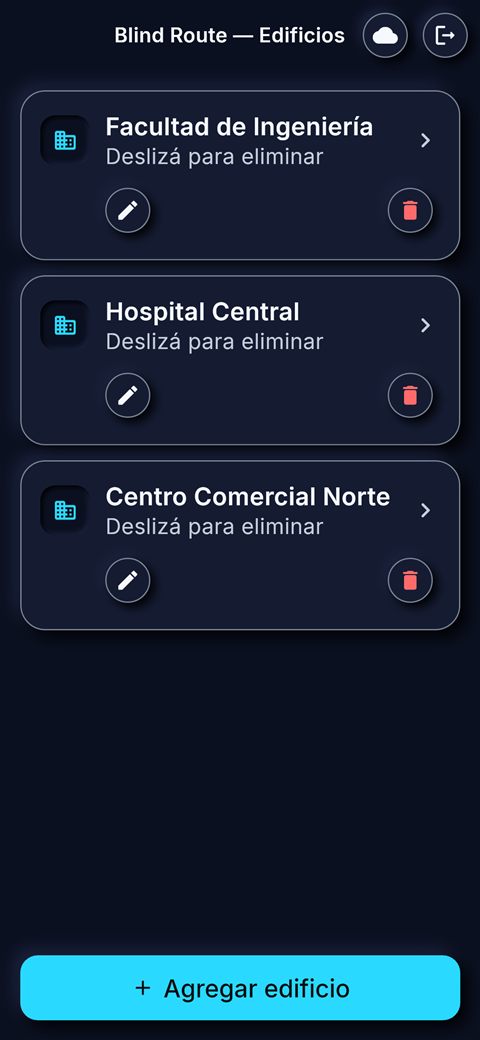 Blind Route — Edificios
Facultad de Ingeniería
Deslizá para eliminar
Hospital Central
Deslizá para eliminar
Centro Comercial Norte
Deslizá para eliminar
+ Agregar edificio